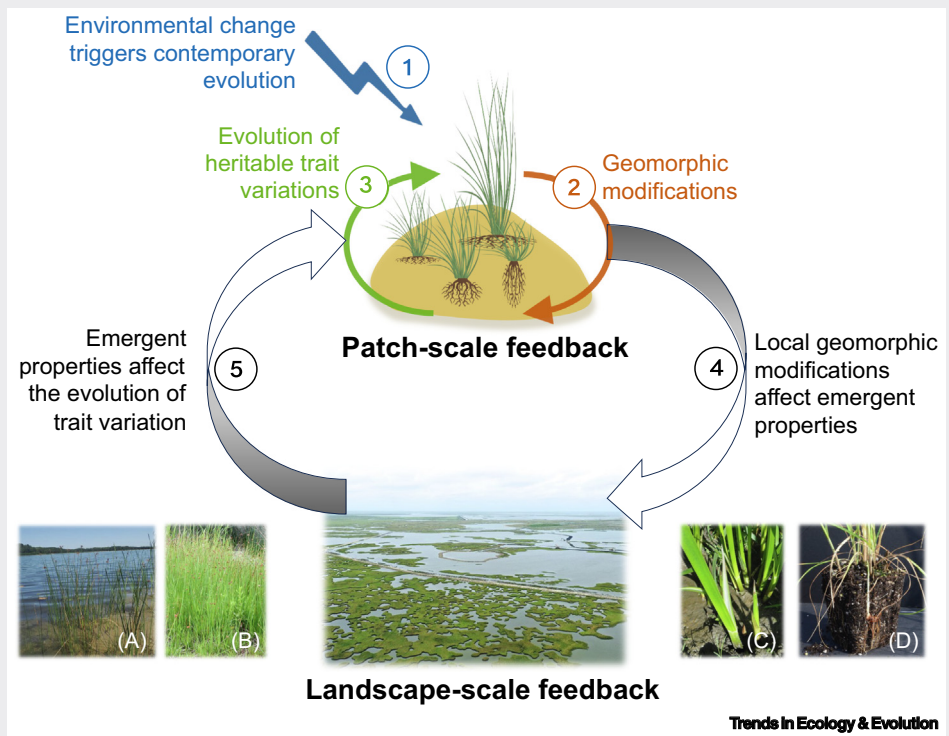 Environmental change
triggers contemporary
evolution
1
Evolution of
heritable trait
variations
3
2
Geomorphic
modifications
Patch-scale feedback
Emergent
properties affect
the evolution of
trait variation
5
4
Local geomorphic
modifications
affect emergent
properties
(A)
(B)
(C)
(D)
Landscape-scale feedback
Trends in Ecology & Evolution